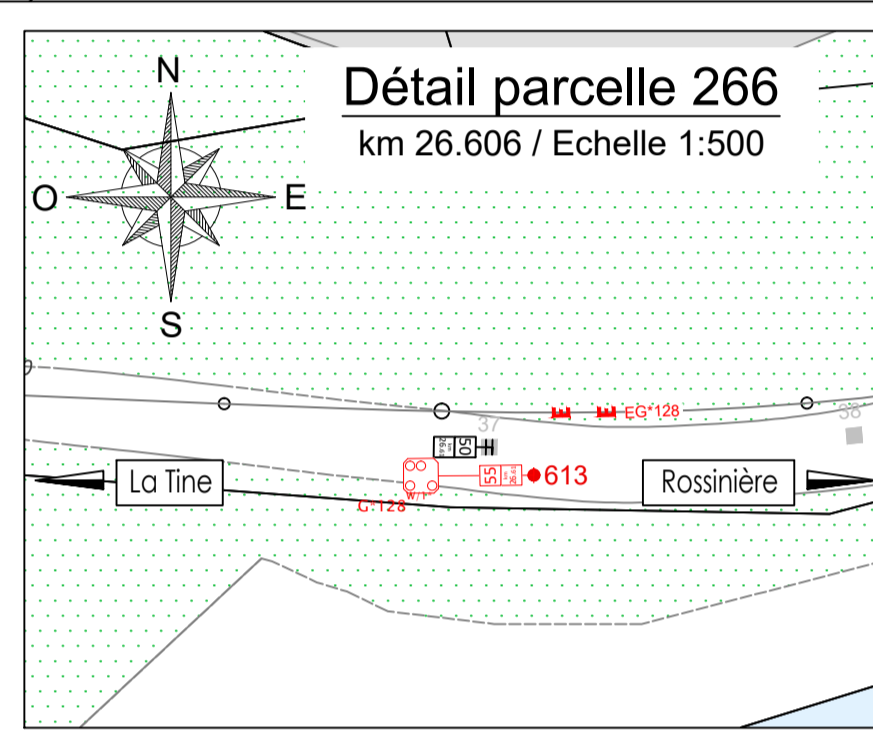 Détail parcelle 266
km 26.606 / Echelle 1:500
N
O
E
S
E E EG*128
37
38
50
55
613
La Tine
Rossinière